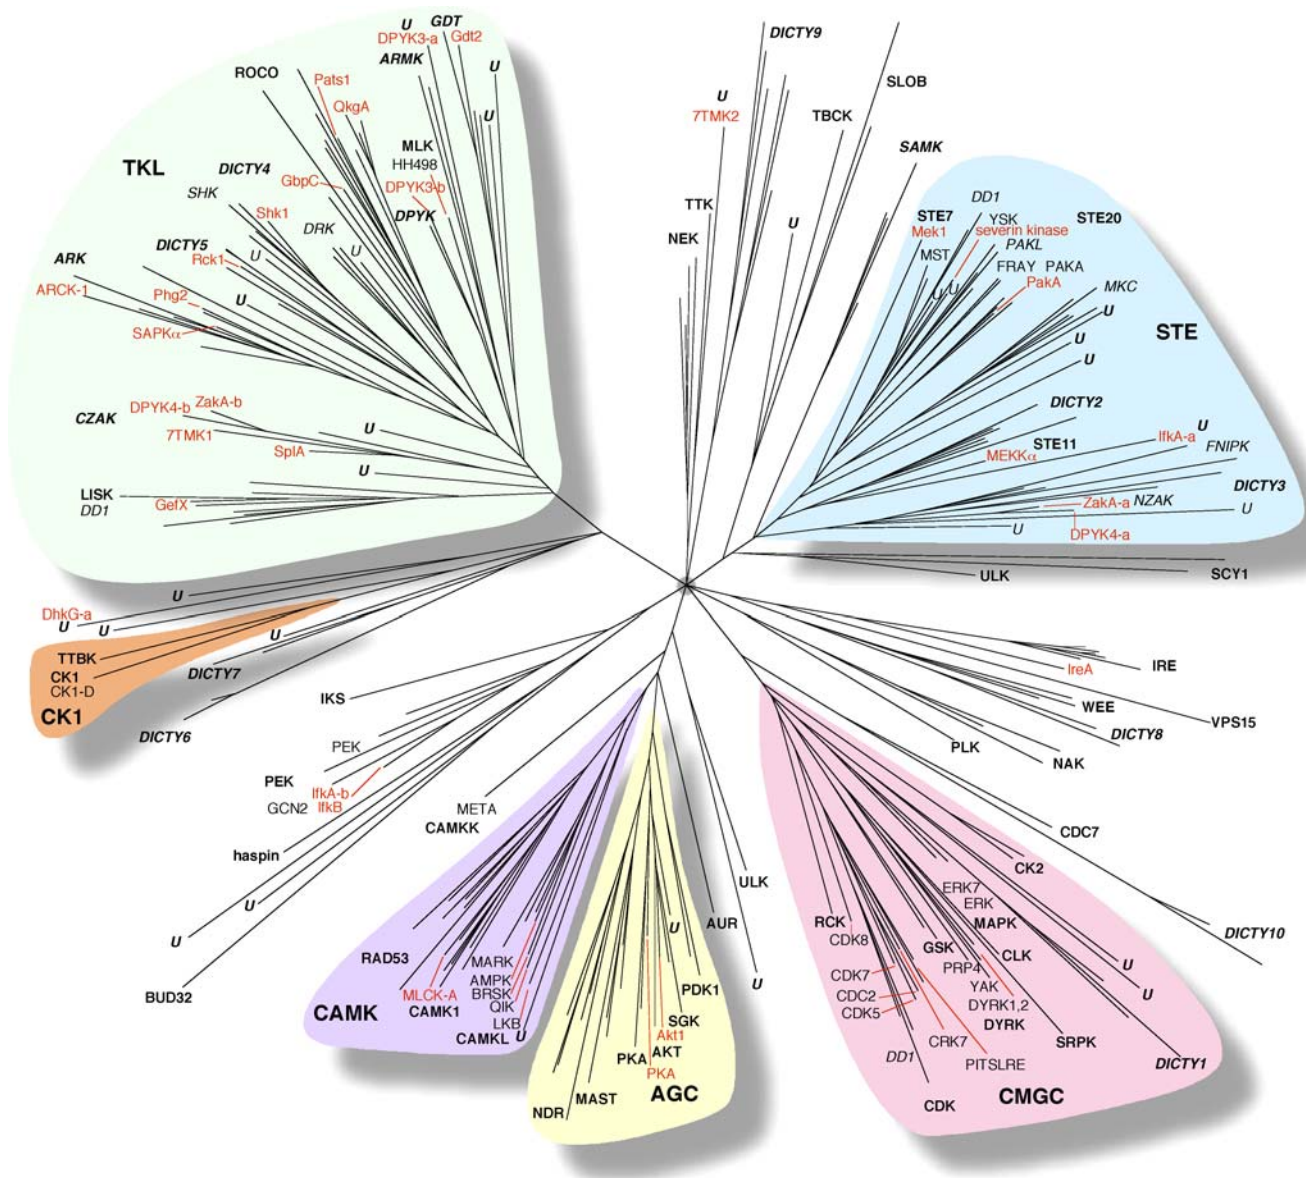 U
GDT
DPYK3-a
Gdt2
ARMK
U
ROCO
Pats1
QkgA
U
MLK
HH498
TKL
DICTY4
SHK
GbpC
DPYK3-b
Shk1
DRK
DPYK
DICTY5
U
U
ARK
Rck1
ARCK-1
Phg2
U
SAPKα
DPYK4-b
ZakA-b
CZAK
7TMK1
U
SplA
U
LISK
DD1
GefX
DICTY9
U
7TMK2
TBCK
SLOB
SAMK
TTK
NEK
U
STE7
Mek1
DD1
YSK
STE20
severin kinase
MST
PAKL
FRAY PAKA
PakA
U
U
MKC
U
STE
U
U
DICTY2
IfkA-a
U
STE11
MEKKα
FNIPK
DICTY3
ZakA-a
NZAK
U
U
DPYK4-a
ULK
SCY1
U
DhkG-a
U
U
U
TTBK
CK1
CK1-D
CK1
DICTY7
DICTY6
IKS
PEK
PEK
IfkA-b
GCN2
IfkB
META
CAMKK
haspin
U
U
BUD32
IreA
IRE
WEE
VPS15
DICTY8
PLK
NAK
CDC7
DICTY10
RAD53
MARK
AMPK
MLCK-A
BRSK
CAMK1
QIK
CAMK
LKB
CAMKL
U
ULK
AUR
U
U
PDK1
SGK
Akt1
PKA
AKT
PKA
AGC
MAST
NDR
CK2
ERK7
ERK
RCK
MAPK
CDK8
GSK
CLK
U
CDK7
PRP4
YAK
U
CDC2
DYRK1,2
CDK5
DYRK
CRK7
SRPK
DD1
PITSLRE
DICTY1
CMGC
CDK